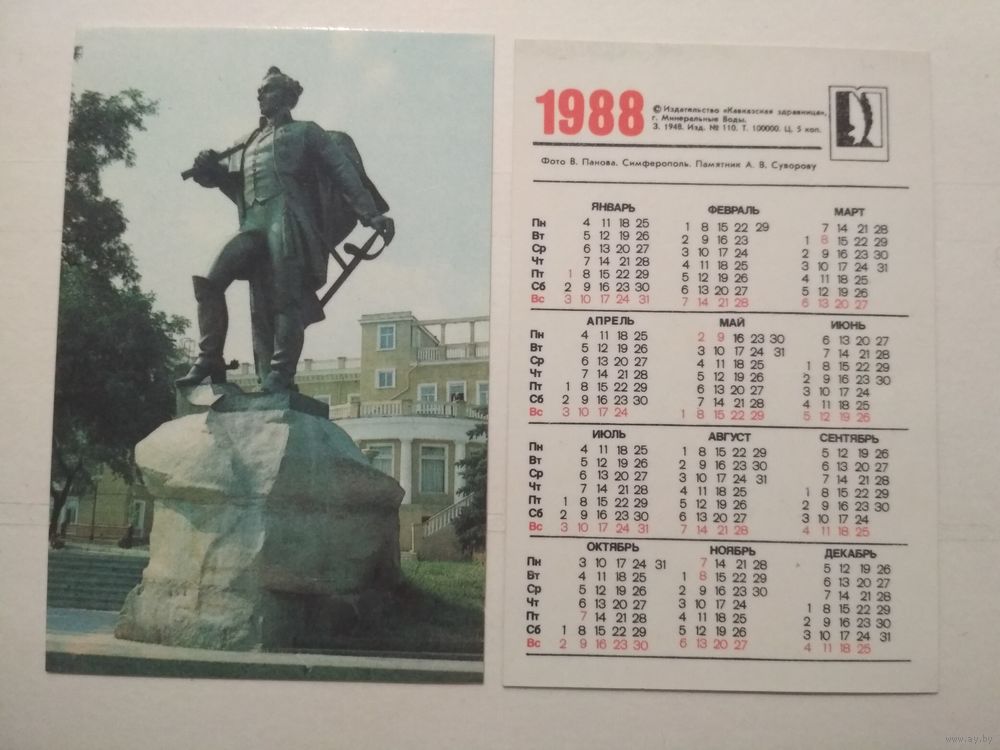 1988
© Издательство «Кавказская здравница»,
г. Минеральные Воды.
З. 1948. Изд. № 110. Т. 100000. Ц. 5 коп.
Фото В. Панова. Симферополь. Памятник А. В. Суворову
ЯНВАРЬ ФЕВРАЛЬ МАРТ
Пн 4 11 18 25 1 8 15 22 29 7 14 21 28
Вт 5 12 19 26 2 9 16 23 1 8 15 22 29
Ср 6 13 20 27 3 10 17 24 2 9 16 23 30
Чт 7 14 21 28 4 11 18 25 3 10 17 24 31
Пт 1 8 15 22 29 5 12 19 26 4 11 18 25
Сб 2 9 16 23 30 6 13 20 27 5 12 19 26
Вс 3 10 17 24 31 7 14 21 28 6 13 20 27
АПРЕЛЬ МАЙ ИЮНЬ
Пн 4 11 18 25 2 9 16 23 30 6 13 20 27
Вт 5 12 19 26 3 10 17 24 31 7 14 21 28
Ср 6 13 20 27 4 11 18 25 1 8 15 22 29
Чт 7 14 21 28 5 12 19 26 2 9 16 23 30
Пт 1 8 15 22 29 6 13 20 27 3 10 17 24
Сб 2 9 16 23 30 7 14 21 28 4 11 18 25
Вс 3 10 17 24 1 8 15 22 29 5 12 19 26
ИЮЛЬ АВГУСТ СЕНТЯБРЬ
Пн 4 11 18 25 1 8 15 22 29 5 12 19 26
Вт 5 12 19 26 2 9 16 23 30 6 13 20 27
Ср 6 13 20 27 3 10 17 24 31 7 14 21 28
Чт 7 14 21 28 4 11 18 25 1 8 15 22 29
Пт 1 8 15 22 29 5 12 19 26 2 9 16 23 30
Сб 2 9 16 23 30 6 13 20 27 3 10 17 24
Вс 3 10 17 24 31 7 14 21 28 4 11 18 25
ОКТЯБРЬ НОЯБРЬ ДЕКАБРЬ
Пн 3 10 17 24 31 7 14 21 28 5 12 19 26
Вт 4 11 18 25 1 8 15 22 29 6 13 20 27
Ср 5 12 19 26 2 9 16 23 30 7 14 21 28
Чт 6 13 20 27 3 10 17 24 1 8 15 22 29
Пт 7 14 21 28 4 11 18 25 2 9 16 23 30
Сб 1 8 15 22 29 5 12 19 26 3 10 17 24 31
Вс 2 9 16 23 30 6 13 20 27 4 11 18 25
www.ay.by